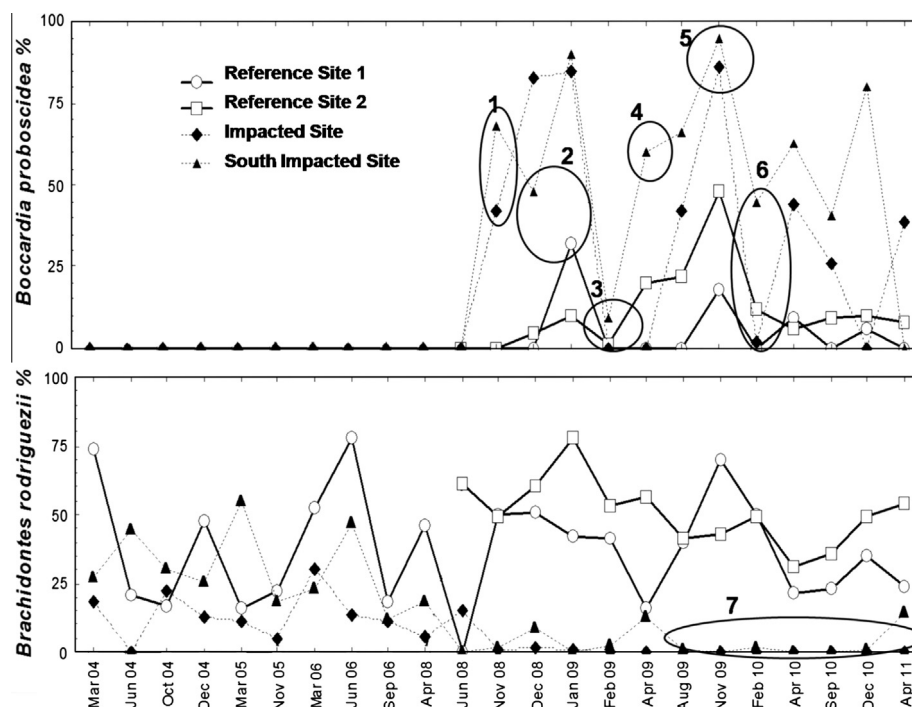 100
75
50
25
0
Boccardia proboscidea %
Reference Site 1
Reference Site 2
Impacted Site
South Impacted Site
1
2
3
4
5
6
100
75
50
25
0
Brachidontes rodriguezii %
7
Mar 04
Jun 04
Oct 04
Dec 04
Mar 05
Nov 05
Mar 06
Jun 06
Sep 06
Apr 08
Jun 08
Nov 08
Dec 08
Jan 09
Feb 09
Apr 09
Aug 09
Nov 09
Feb 10
Apr 10
Sep 10
Dec 10
Apr 11